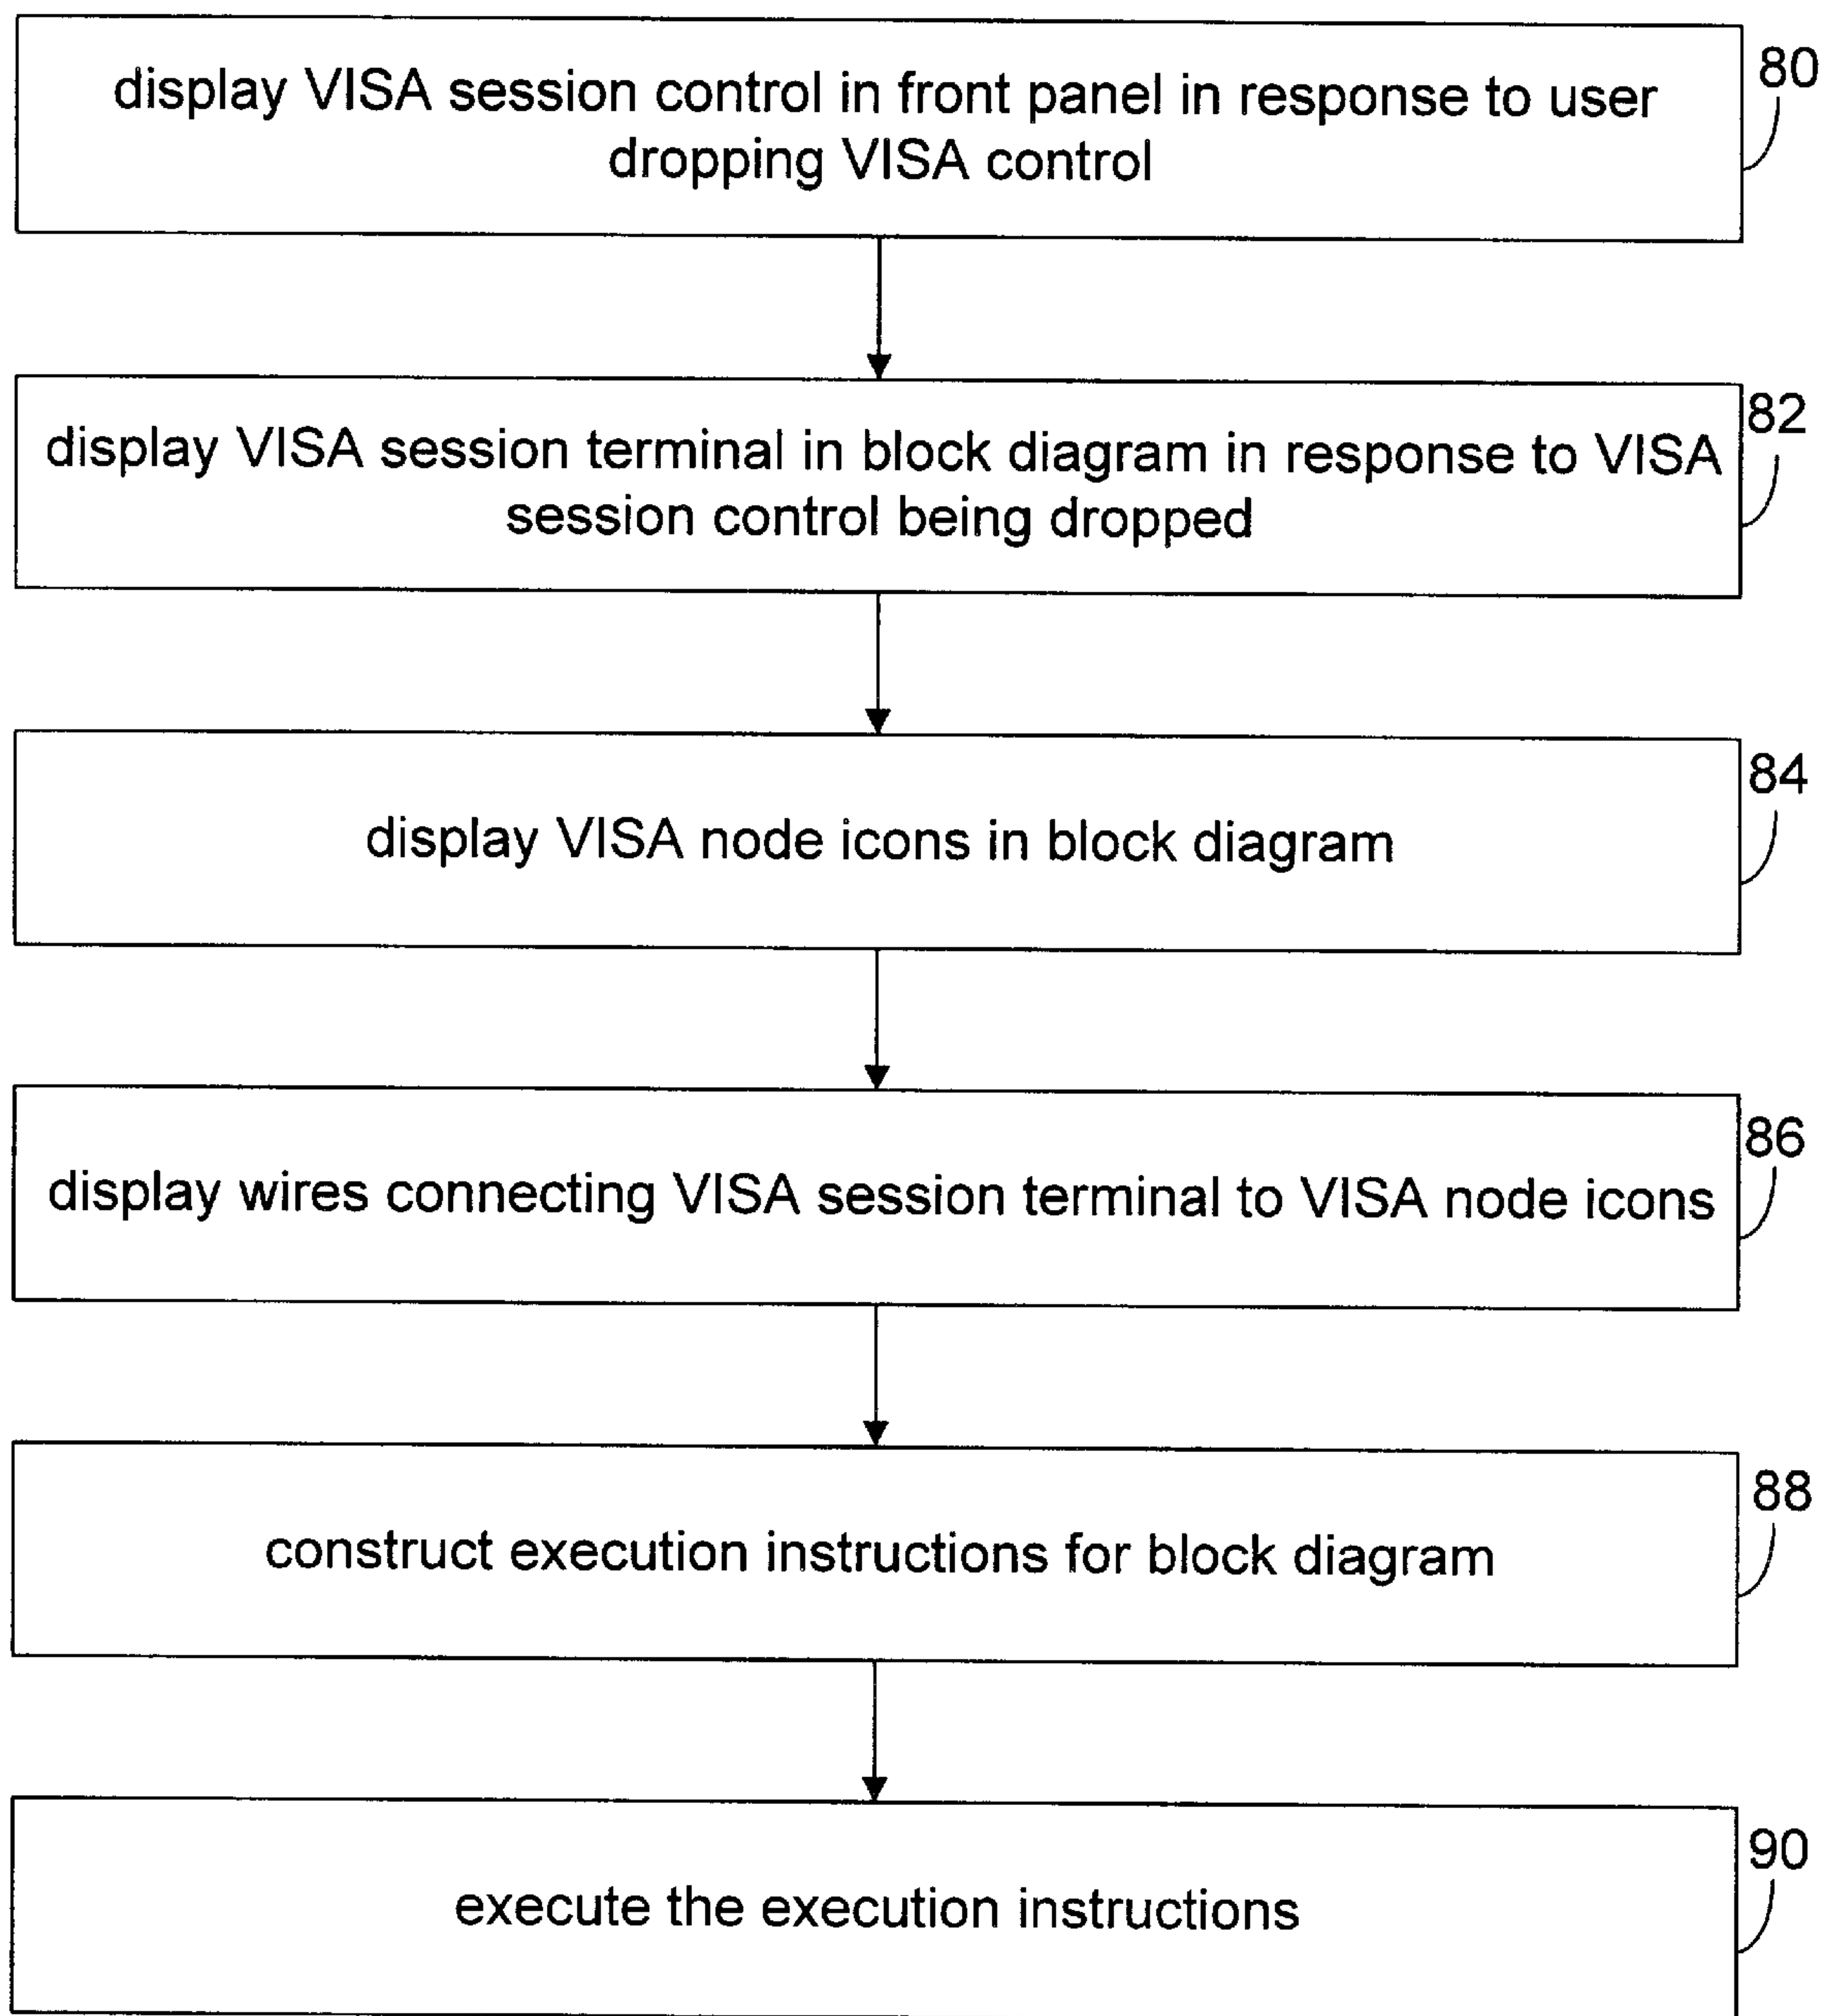 80
display VISA session control in front panel in response to user
dropping VISA control
82
display VISA session terminal in block diagram in response to VISA
session control being dropped
84
display VISA node icons in block diagram
86
display wires connecting VISA session terminal to VISA node icons
88
construct execution instructions for block diagram
90
execute the execution instructions